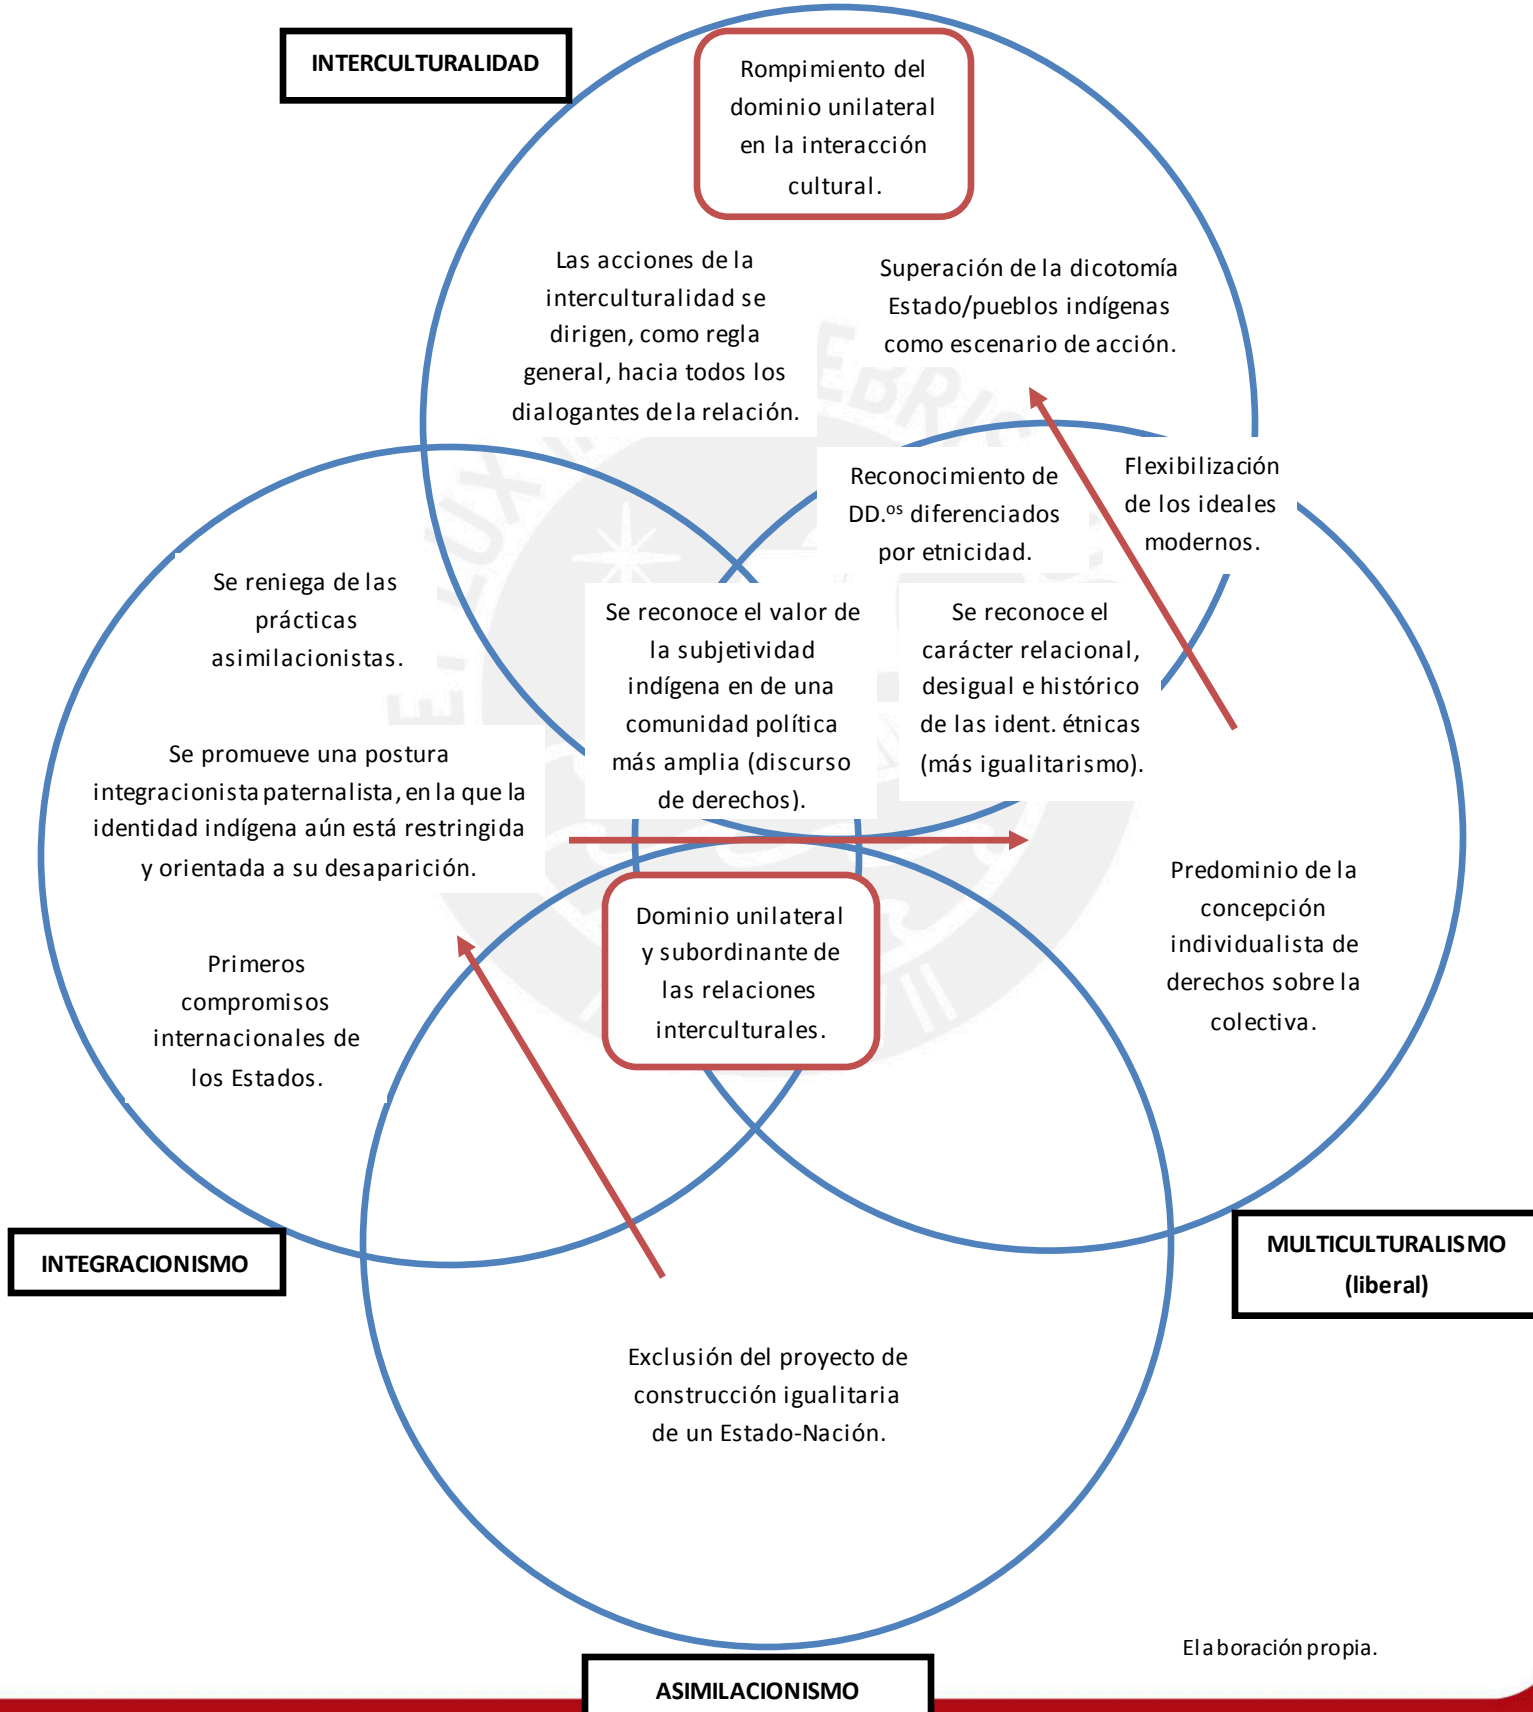 INTERCULTURALIDAD
Rompimiento del
dominio unilateral
en la interacción
cultural.
Las acciones de la
interculturalidad se
dirigen, como regla
general, hacia todos los
dialogantes de la relación.
Superación de la dicotomía
Estado/pueblos indígenas
como escenario de acción.
Reconocimiento de
DD.os diferenciados
por etnicidad.
Flexibilización
de los ideales
modernos.
Se reniega de las
prácticas
asimilacionistas.
Se reconoce el valor de
la subjetividad
indígena en de una
comunidad política
más amplia (discurso
de derechos).
Se reconoce el
carácter relacional,
desigual e histórico
de las ident. étnicas
(más igualitarismo).
Se promueve una postura
integracionista paternalista, en la que la
identidad indígena aún está restringida
y orientada a su desaparición.
Primeros
compromisos
internacionales de
los Estados.
Dominio unilateral
y subordinante de
las relaciones
interculturales.
Predominio de la
concepción
individualista de
derechos sobre la
colectiva.
INTEGRACIONISMO
MULTICULTURALISMO
(liberal)
Exclusión del proyecto de
construcción igualitaria
de un Estado-Nación.
Elaboración propia.
ASIMILACIONISMO